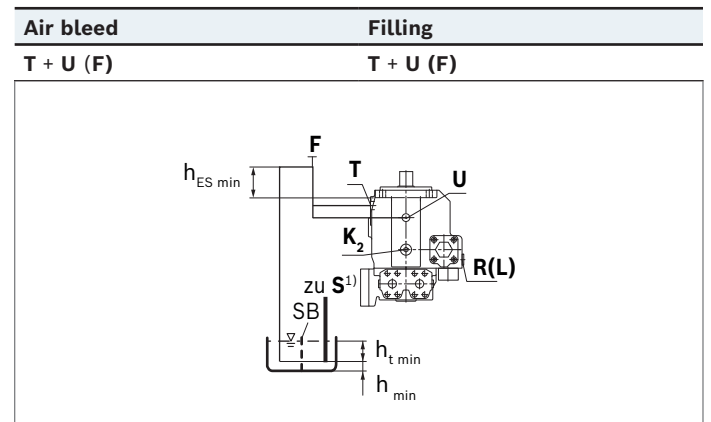 Air bleed Filling
T + U (F) T + U (F)
F
h ES min
T
U
K2
R(L)
zu S1)
SB
ht min
h min